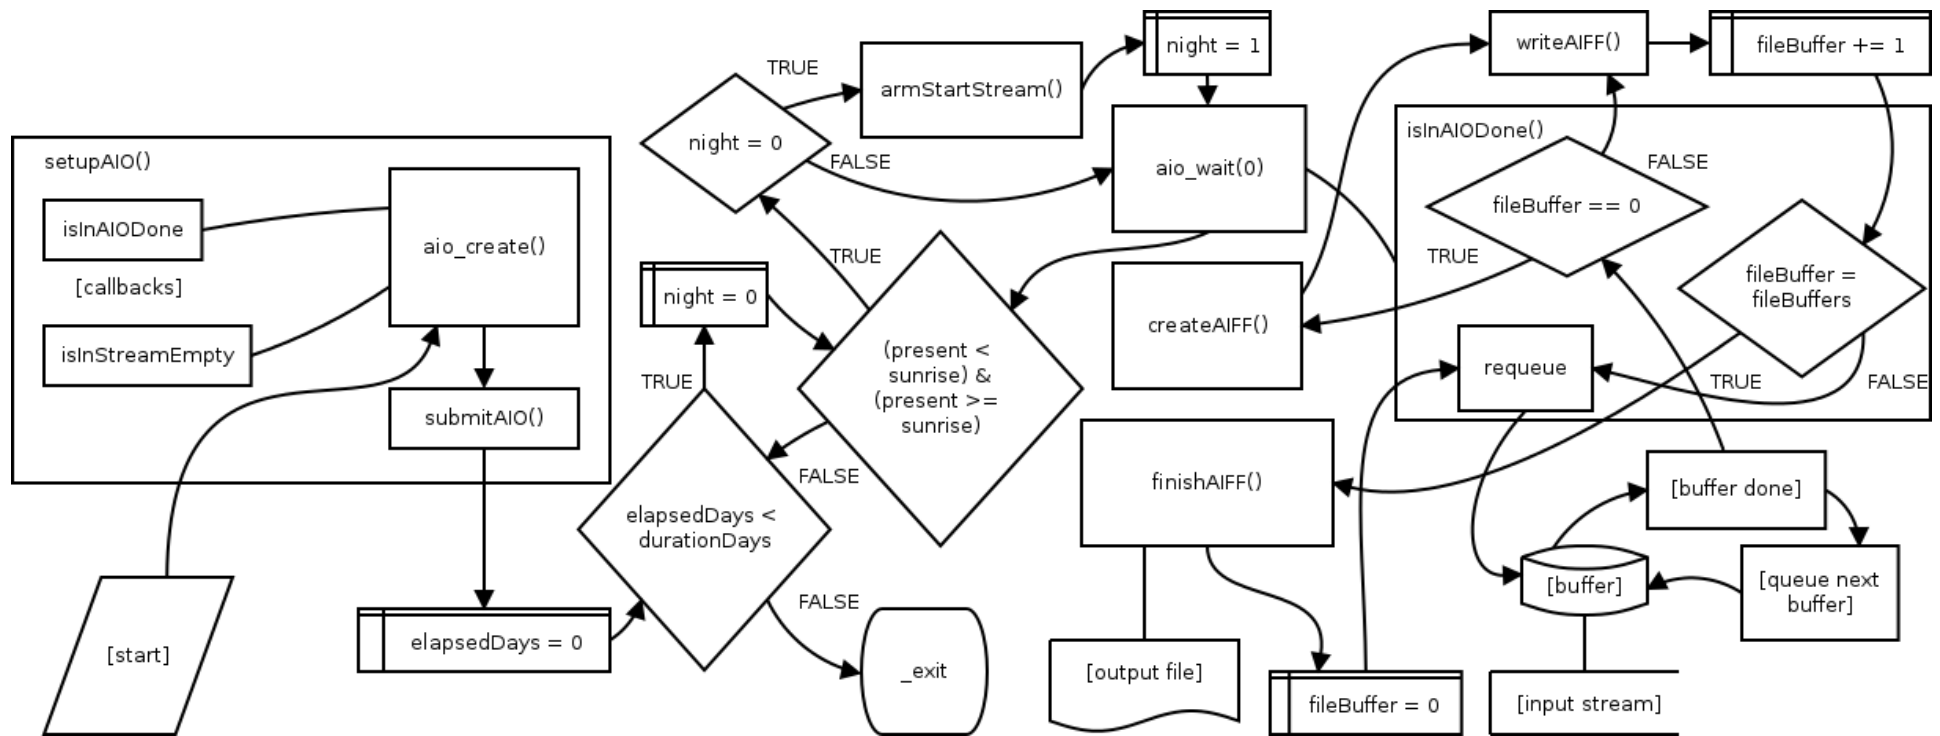 night = 1
writeAIFF()
fileBuffer += 1
TRUE
armStartStream()
night = 0
FALSE
aio_wait(0)
isInAIODone()
fileBuffer == 0
FALSE
TRUE
setupAIO()
isInAIODone
aio_create()
[callbacks]
isInStreamEmpty
submitAIO()
TRUE
night = 0
TRUE
(present <
sunrise) &
(present >=
sunrise)
FALSE
createAIFF()
fileBuffer =
fileBuffers
requeue
TRUE
FALSE
elapsedDays <
durationDays
FALSE
finishAIFF()
[buffer done]
[buffer]
[queue next
buffer]
[start]
elapsedDays = 0
_exit
[output file]
fileBuffer = 0
[input stream]